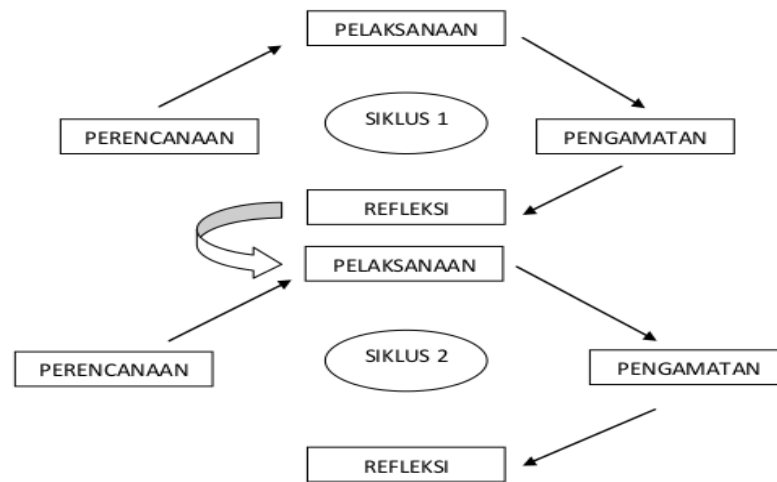 PELAKSANAAN
SIKLUS 1
PERENCANAAN
PENGAMATAN
REFLEKSI
PELAKSANAAN
SIKLUS 2
PERENCANAAN
PENGAMATAN
REFLEKSI